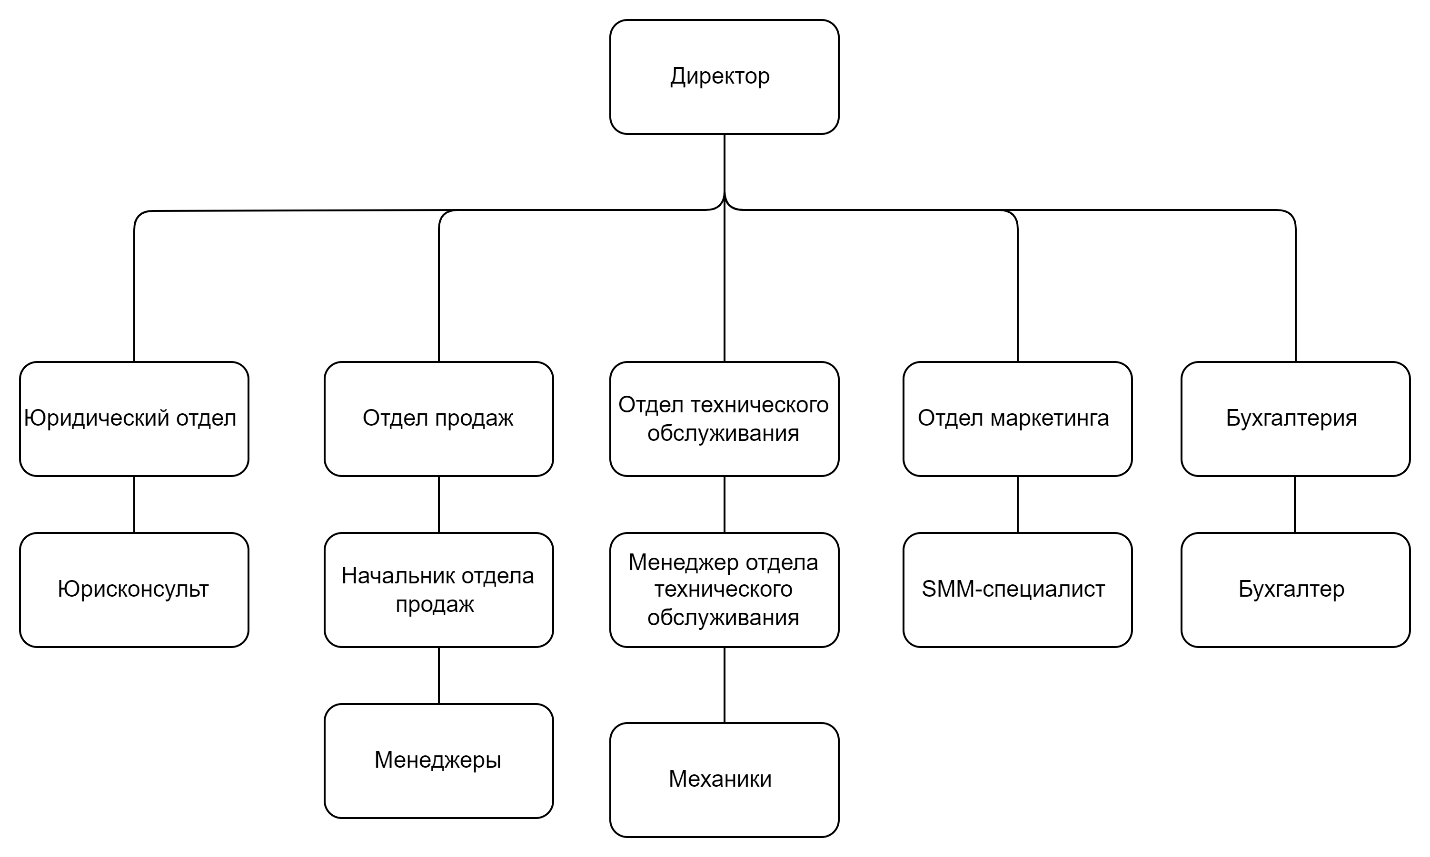 Директор
Юридический отдел
Отдел продаж
Отдел технического
обслуживания
Отдел маркетинга
Бухгалтерия
Юрисконсульт
Начальник отдела
продаж
Менеджер отдела
технического
обслуживания
SMM-специалист
Бухгалтер
Менеджеры
Механики